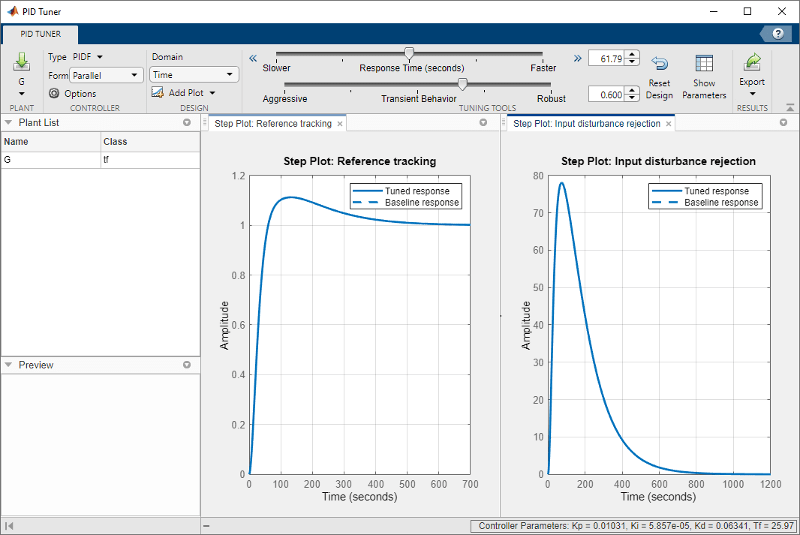 PID Tuner
PID TUNER
?
G
PLANT
Type PIDF
Form Parallel
Options
CONTROLLER
Domain
Time
Add Plot
DESIGN
Slower Response Time (seconds) Faster
61.79
Aggressive Transient Behavior Robust
0.600
TUNING TOOLS
Reset
Design
Show
Parameters
Export
RESULTS
Plant List
Name Class
G tf
Preview
Step Plot: Reference tracking
Step Plot: Reference tracking
Tuned response
Baseline response
Amplitude
1.2
1
0.8
0.6
0.4
0.2
0
0 100 200 300 400 500 600 700
Time (seconds)
Step Plot: Input disturbance rejection
Step Plot: Input disturbance rejection
Tuned response
Baseline response
Amplitude
80
70
60
50
40
30
20
10
0
0 200 400 600 800 1000 1200
Time (seconds)
Controller Parameters: Kp = 0.01031, Ki = 5.857e-05, Kd = 0.06341, Tf = 25.97